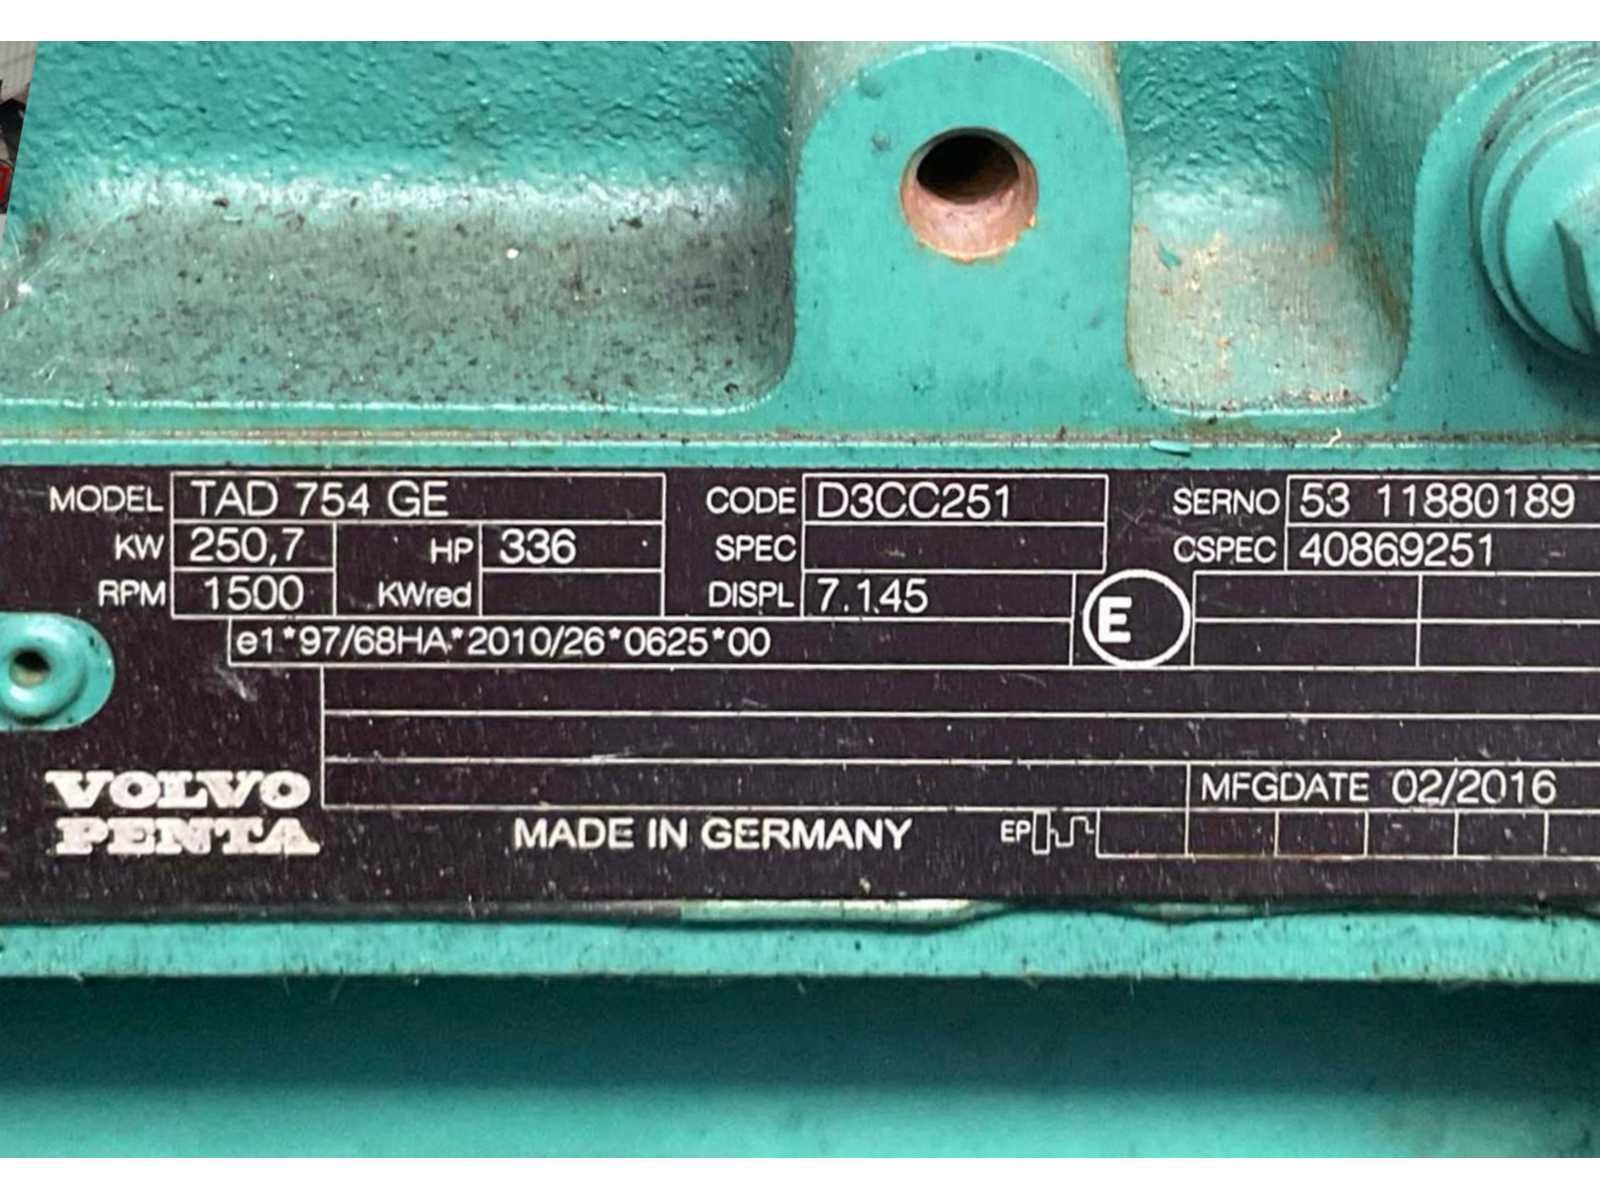 MODEL TAD 754 GE CODE D3CC251 SERNO 53 11880189
KW 250,7 HP 336 SPEC CSPEC 40869251
RPM 1500 KWred DISPL 7.145
e1*97/68HA*2010/26*0625*00 E
MFGDATE 02/2016
VOLVO
PENTA
MADE IN GERMANY EP